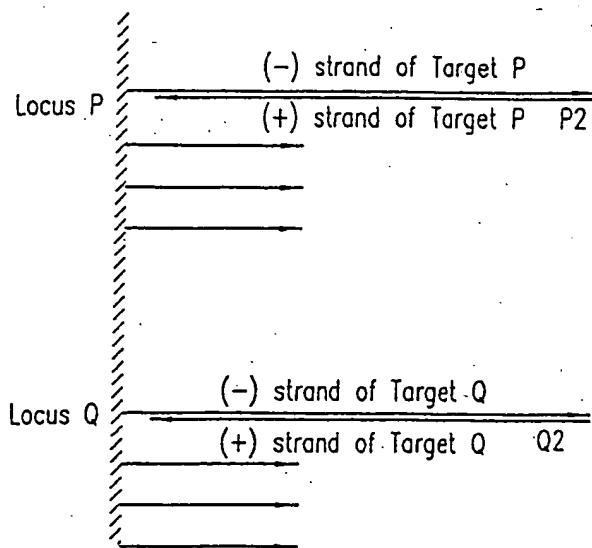 (-) strand of Target P
Locus P
(+) strand of Target P P2
(-) strand of Target Q
Locus Q
(+) strand of Target Q Q2